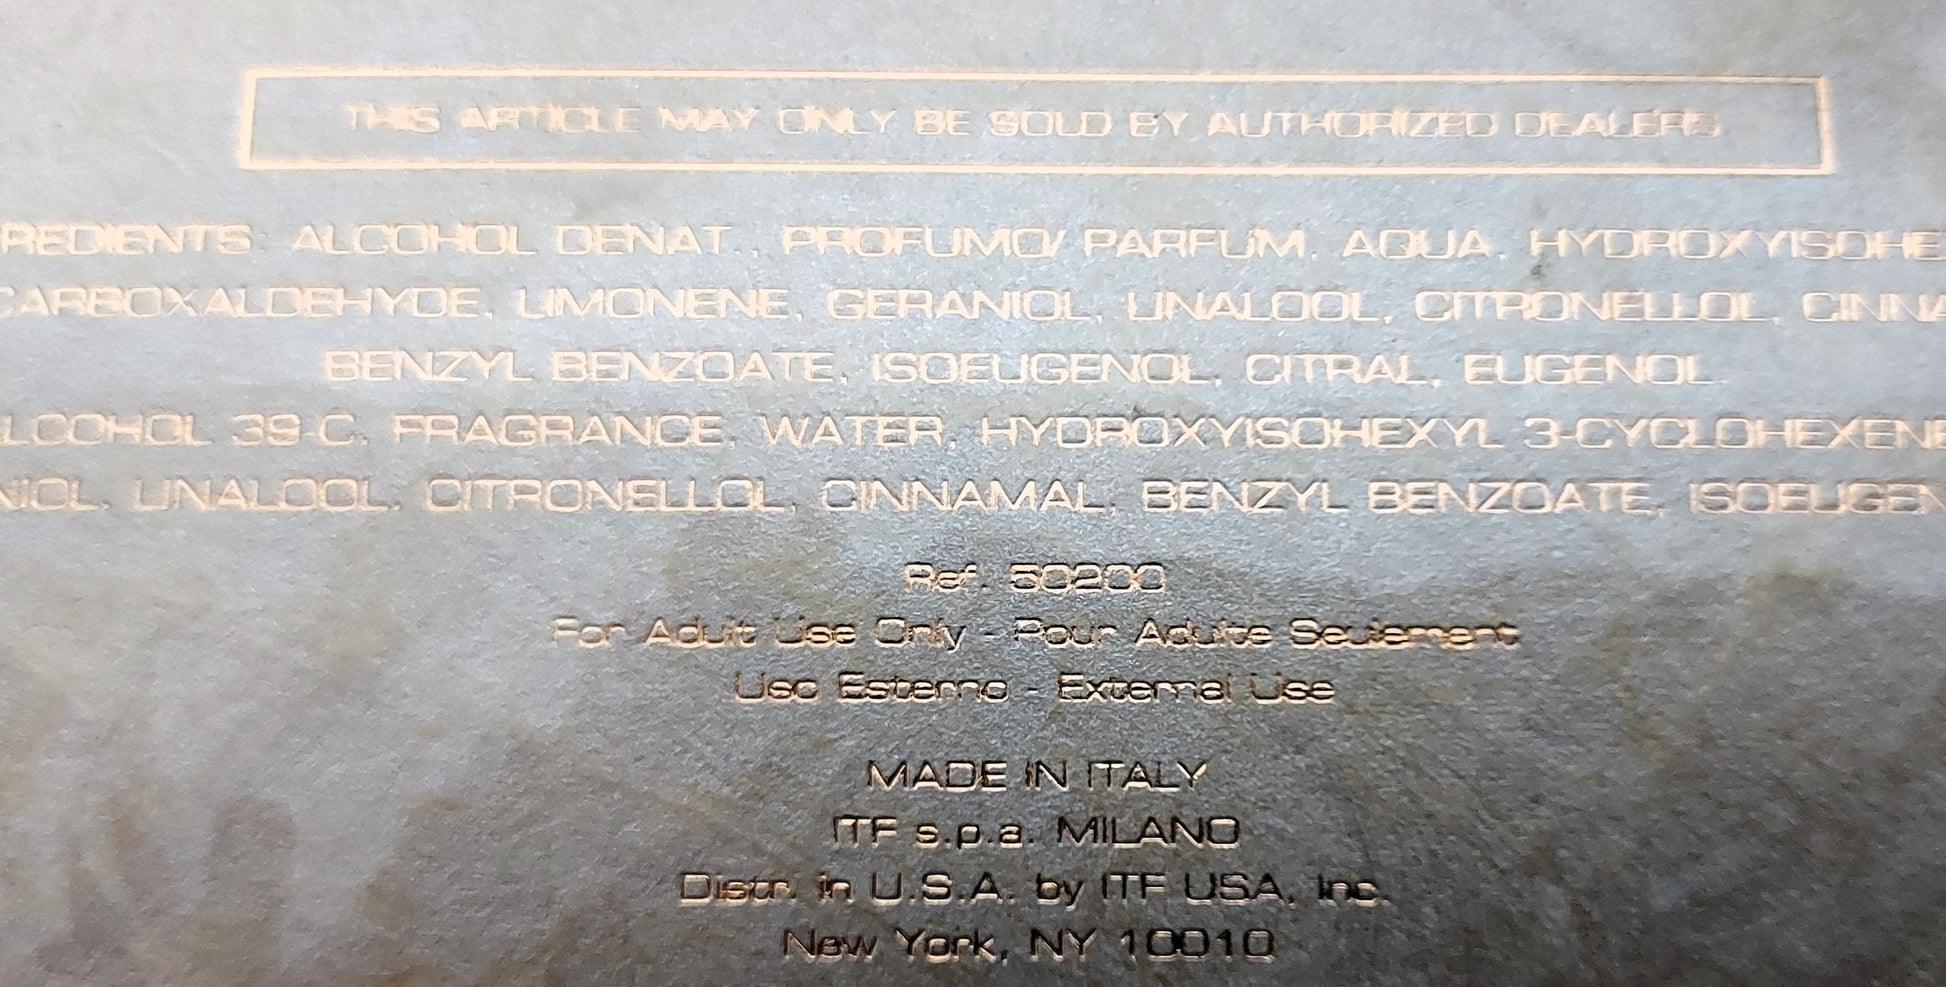 THIS ARTICLE MAY ONLY BE SOLD BY AUTHORIZED DEALERS
REDIENTS: ALCOHOL DENAT., PROFUMO/ PARFUM, AQUA, HYDROXYISOHE
CARBOXALDEHYDE, LIMONENE, GERANIOL, LINALOOL, CITRONELLOL, CINNA
BENZYL BENZOATE, ISOEUGENOL, CITRAL, EUGENOL
LCOHOL 39-C, FRAGRANCE, WATER, HYDROXYISOHEXYL 3-CYCLOHEXENE
NIOL, LINALOOL, CITRONELLOL, CINNAMAL, BENZYL BENZOATE, ISOEUGEN
Ref. 50200
For Adult Use Only - Pour Adulte Seulement
Uso Esterno - External Use
MADE IN ITALY
ITF s.p.a. MILANO
Distr. in U.S.A. by ITF USA, Inc.
New York, NY 10010